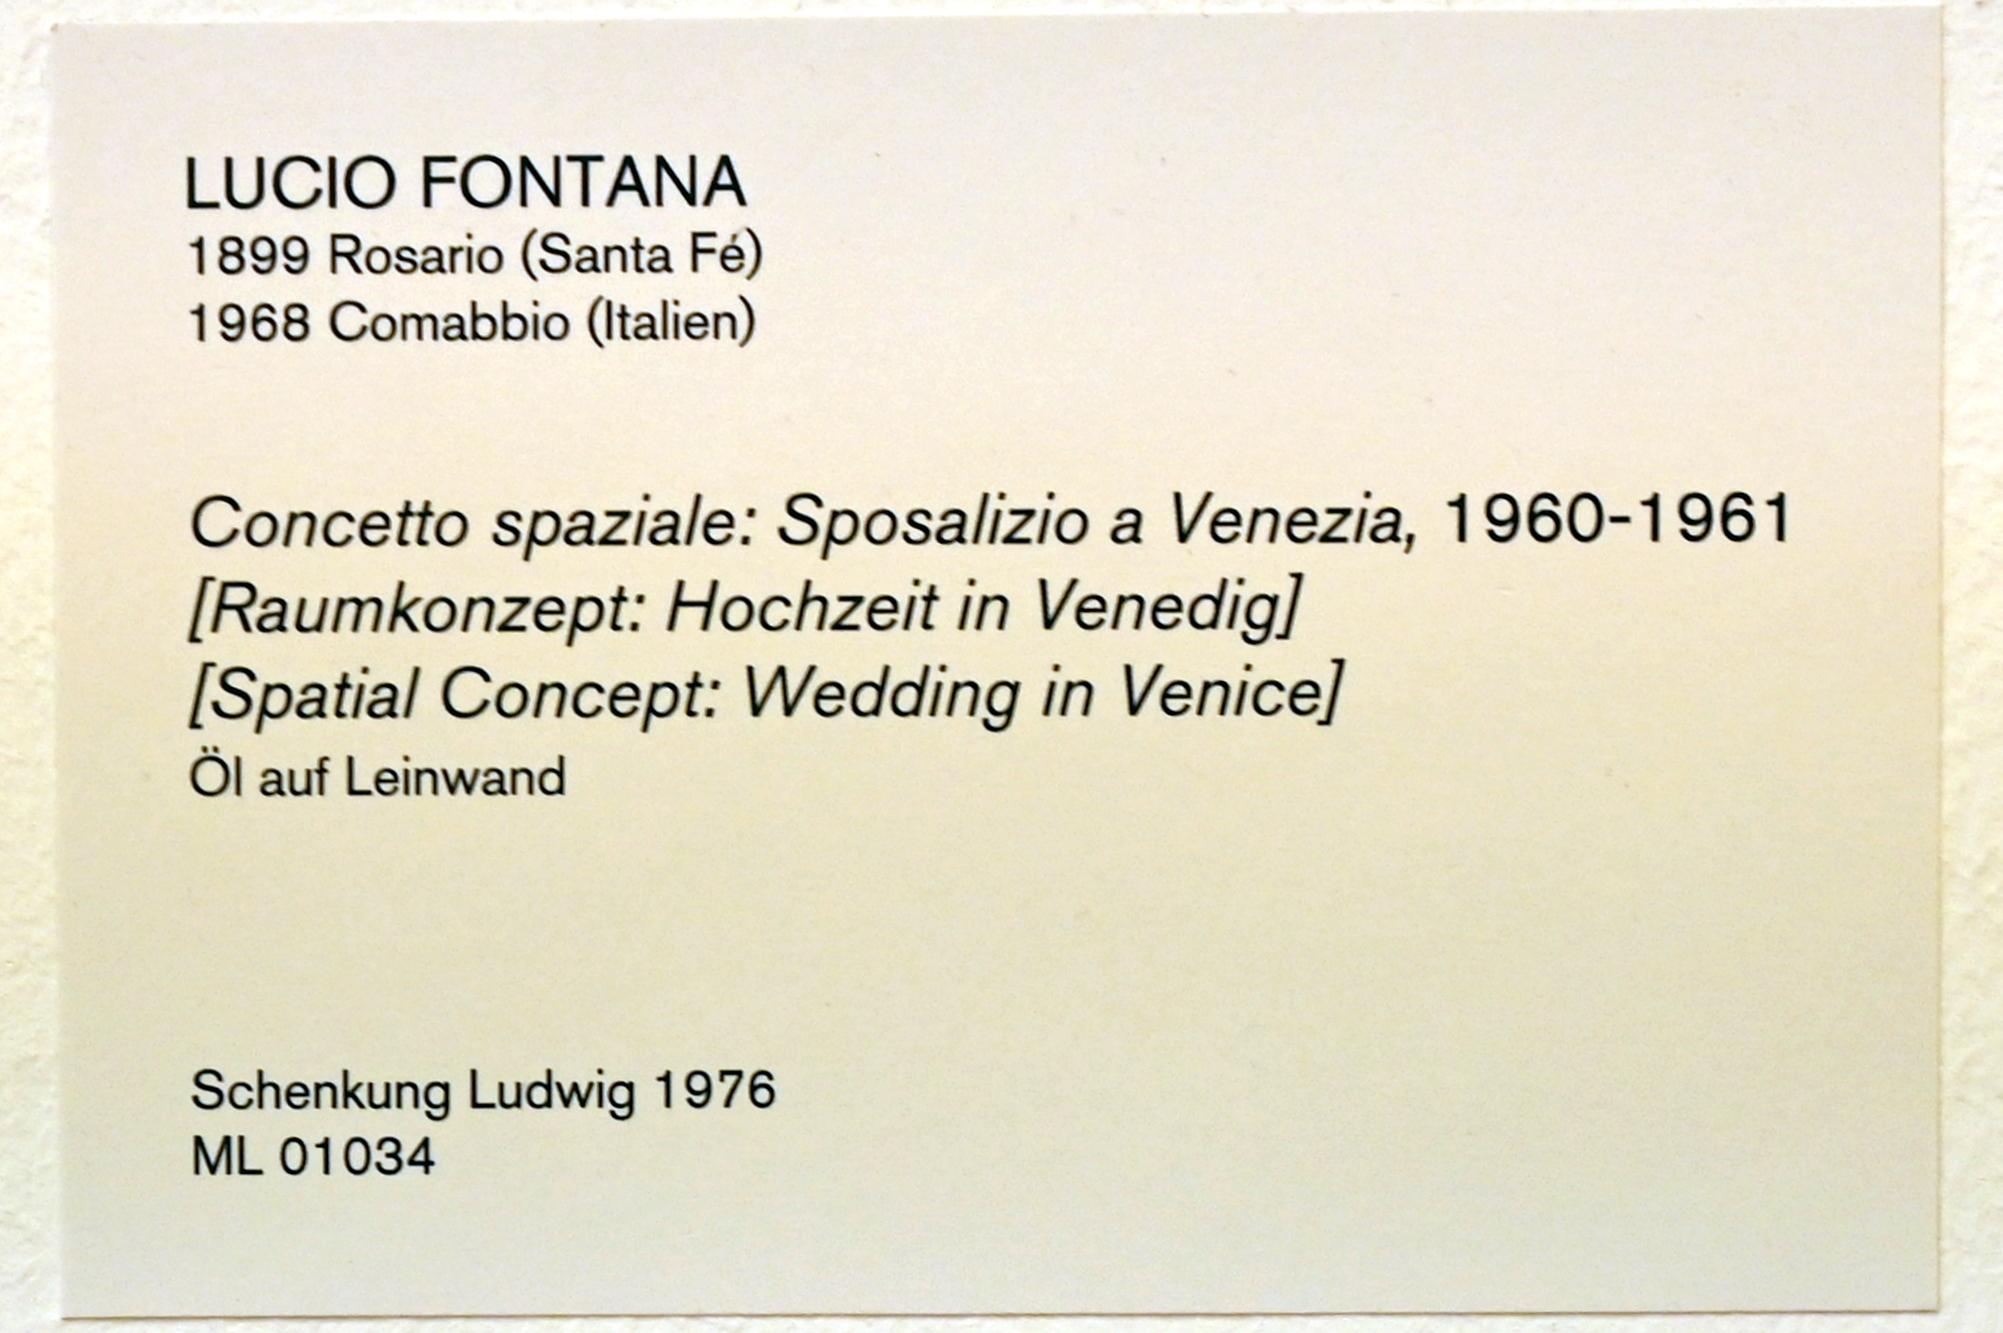 LUCIO FONTANA
1899 Rosario (Santa Fé)
1968 Comabbio (Italien)
Concetto spaziale: Sposalizio a Venezia, 1960-1961
[Raumkonzept: Hochzeit in Venedig]
[Spatial Concept: Wedding in Venice]
Öl auf Leinwand
Schenkung Ludwig 1976
ML 01034